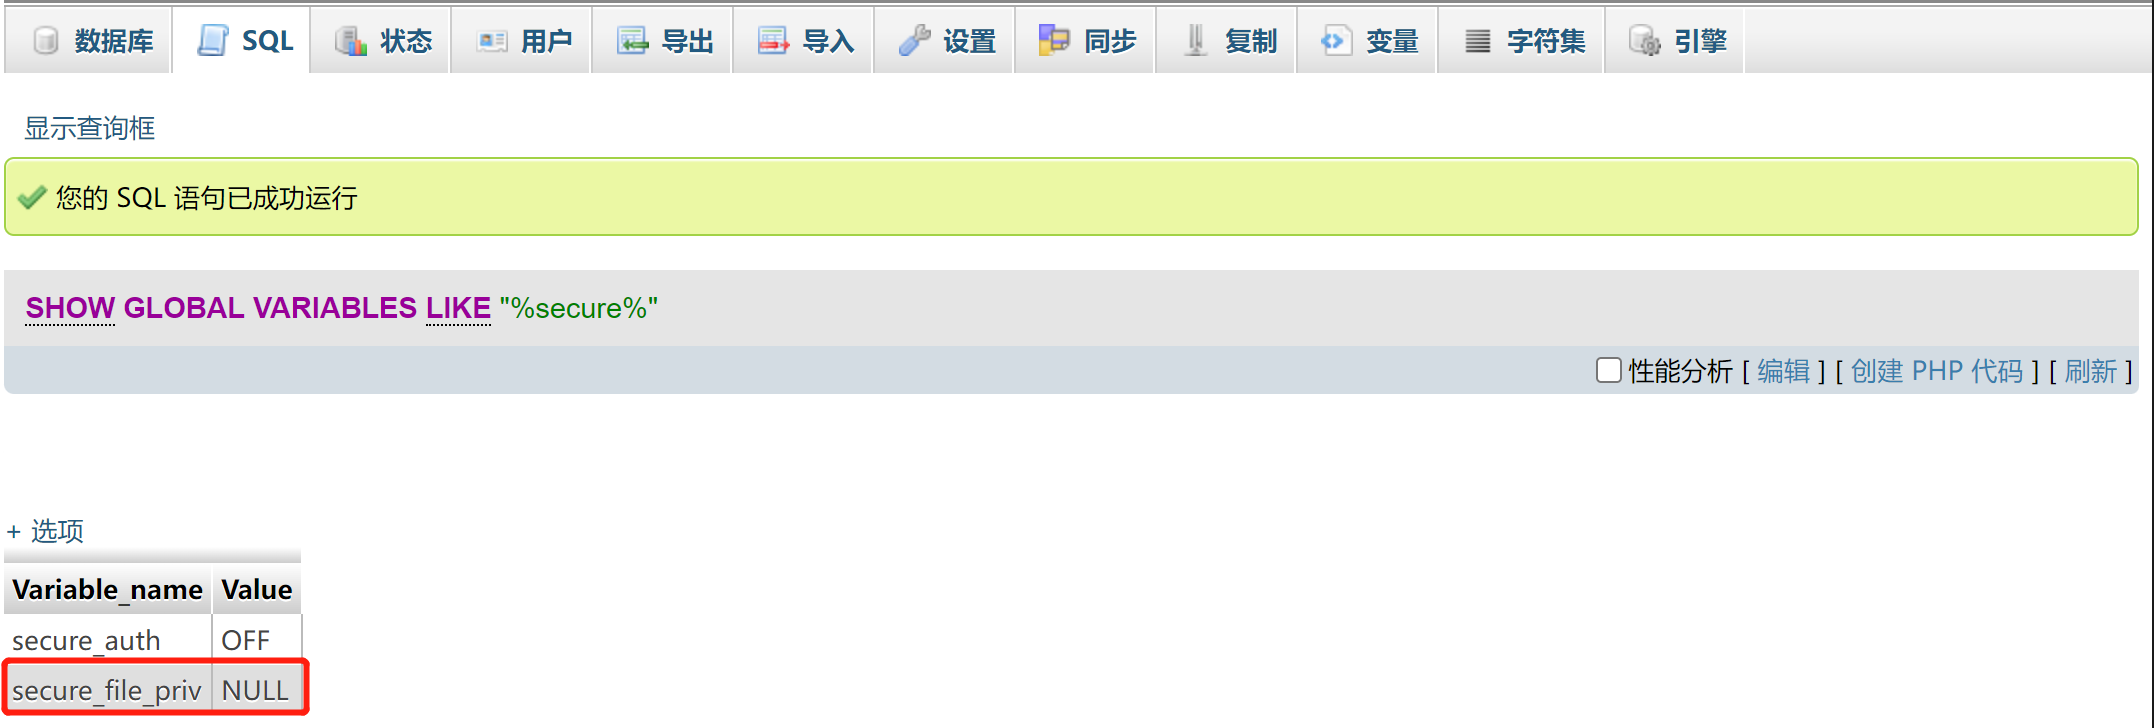 数据库 SQL 状态 用户 导出 导入 设置 同步 复制 变量 字符集 引擎
显示查询框
您的 SQL 语句已成功运行
SHOW GLOBAL VARIABLES LIKE "%secure%"
性能分析 [ 编辑 ] [ 创建 PHP 代码 ] [ 刷新 ]
+ 选项
Variable_name Value
secure_auth OFF
secure_file_priv NULL